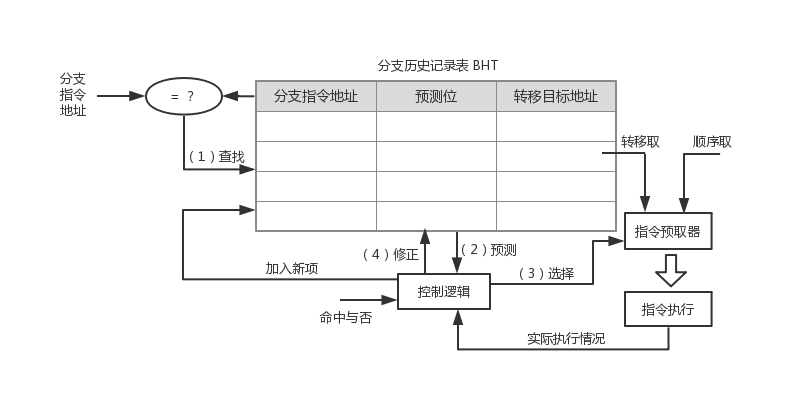 分支历史记录表 BHT
分支
指令
地址
= ?
分支指令地址
预测位
转移目标地址
转移取
顺序取
(1)查找
指令预取器
(4)修正
(2)预测
加入新项
(3)选择
控制逻辑
指令执行
命中与否
实际执行情况